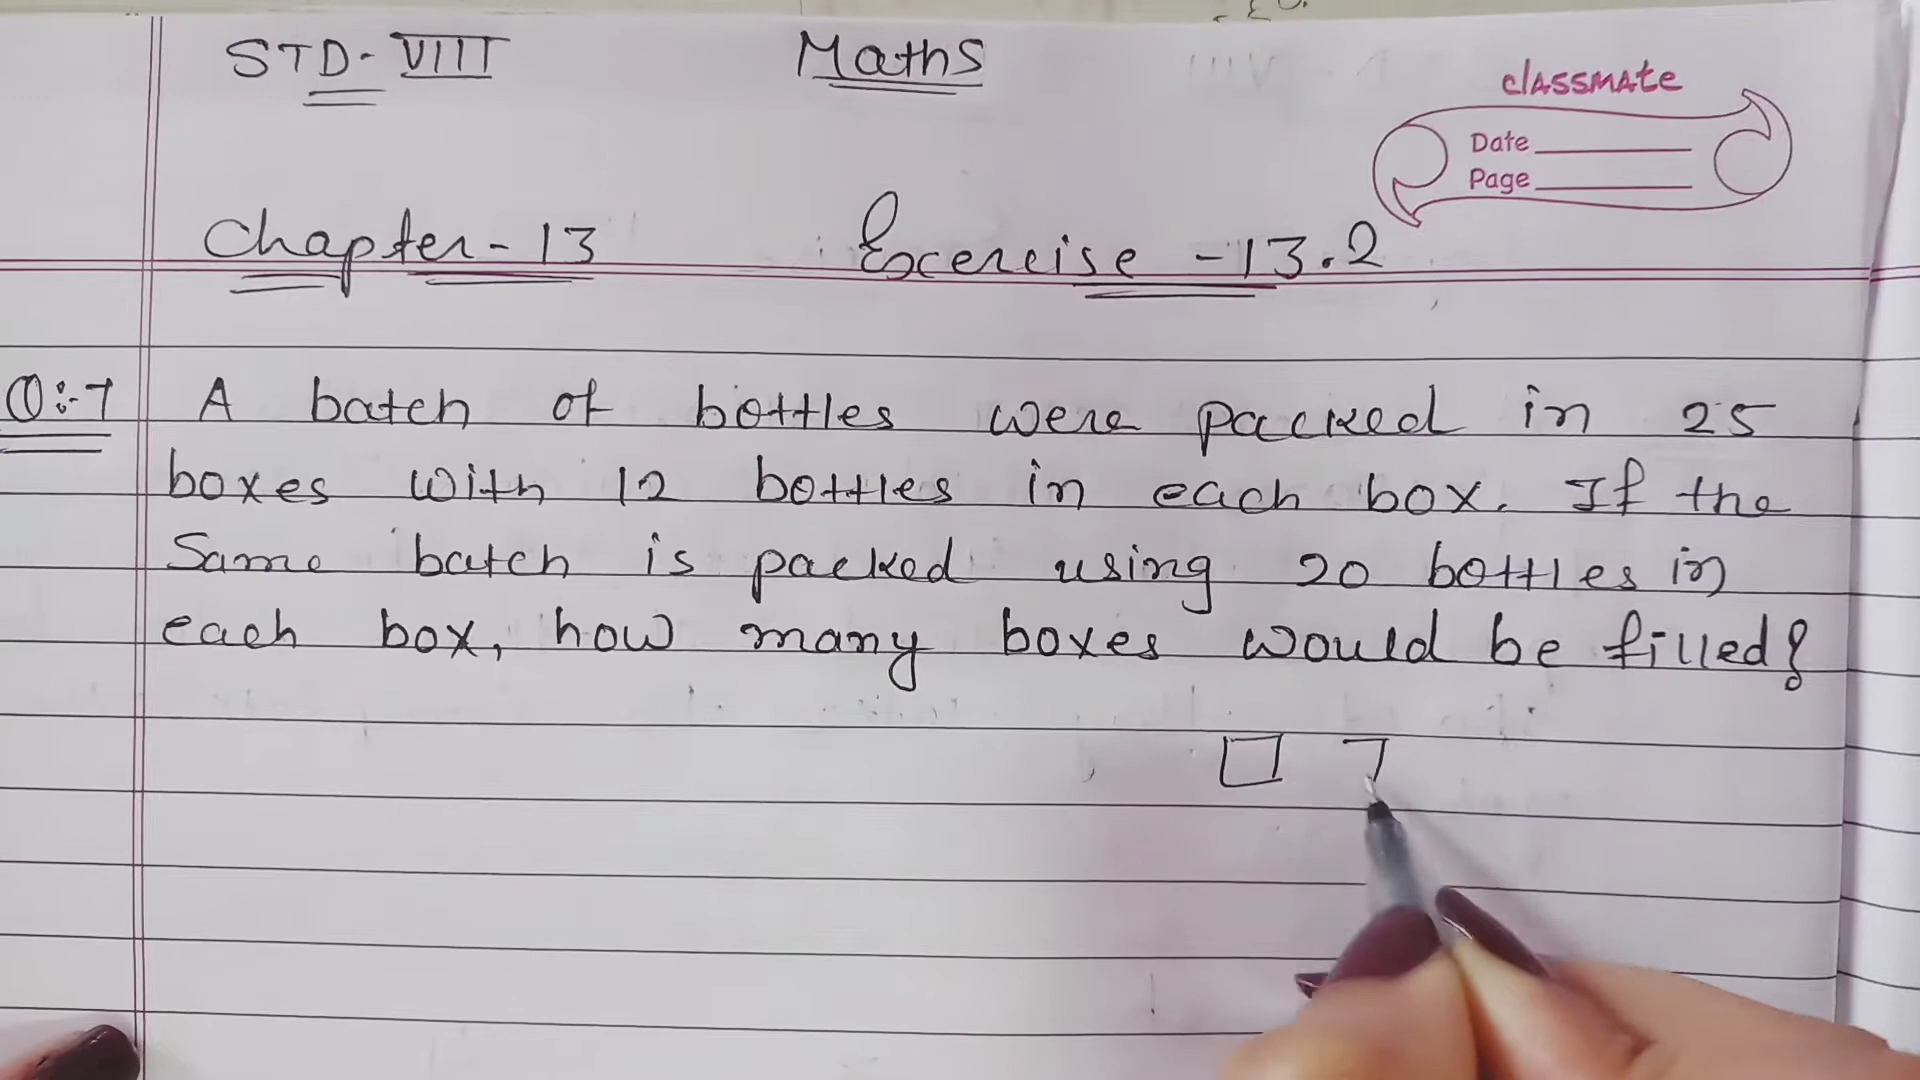 STD- VIII Maths
classmate
Date
Page
Chapter-13 Exercise -13.2
Q:-7 A batch of bottles were packed in 25
boxes with 12 bottles in each box. If the
Same batch is packed using 20 bottles in
each box, how many boxes would be filled?